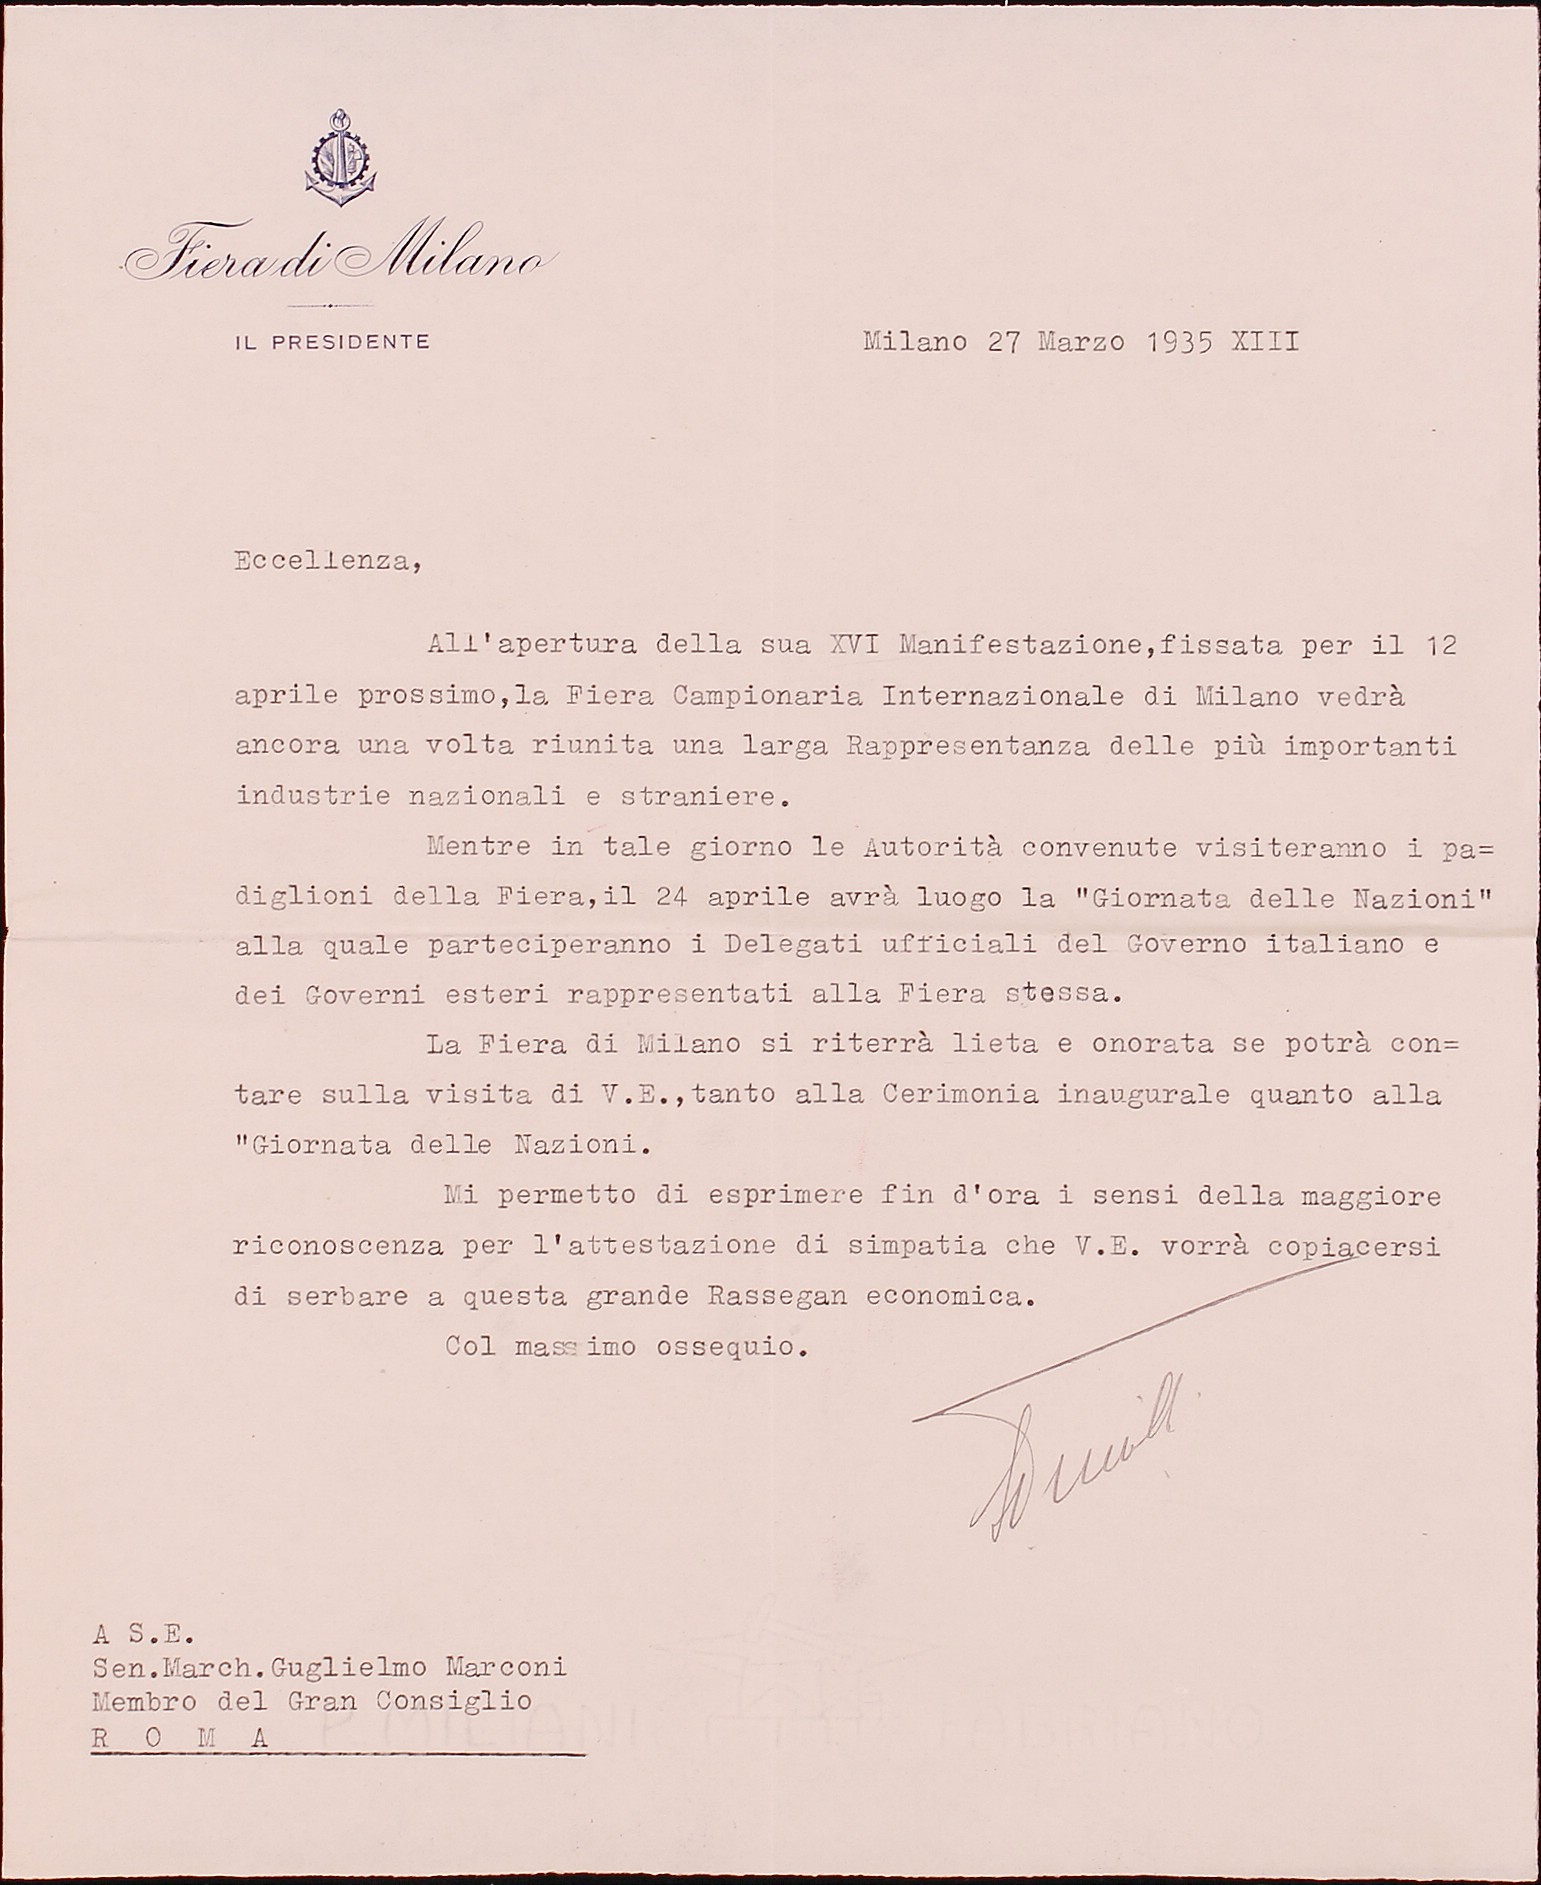 Fiera di Milano
IL PRESIDENTE
Milano 27 Marzo 1935 XIII
Eccellenza,
All'apertura della sua XVI Manifestazione,fissata per il 12
aprile prossimo,la Fiera Campionaria Internazionale di Milano vedrà
ancora una volta riunita una larga Rappresentanza delle più importanti
industrie nazionali e straniere.
Mentre in tale giorno le Autorità convenute visiteranno i pa=
diglioni della Fiera,il 24 aprile avrà luogo la "Giornata delle Nazioni"
alla quale parteciperanno i Delegati ufficiali del Governo italiano e
dei Governi esteri rappresentati alla Fiera stessa.
La Fiera di Milano si riterrà lieta e onorata se potrà con=
tare sulla visita di V.E.,tanto alla Cerimonia inaugurale quanto alla
"Giornata delle Nazioni.
Mi permetto di esprimere fin d'ora i sensi della maggiore
riconoscenza per l'attestazione di simpatia che V.E. vorrà copiacersi
di serbare a questa grande Rassegan economica.
Col massimo ossequio.
A S.E.
Sen.March.Guglielmo Marconi
Membro del Gran Consiglio
R O M A